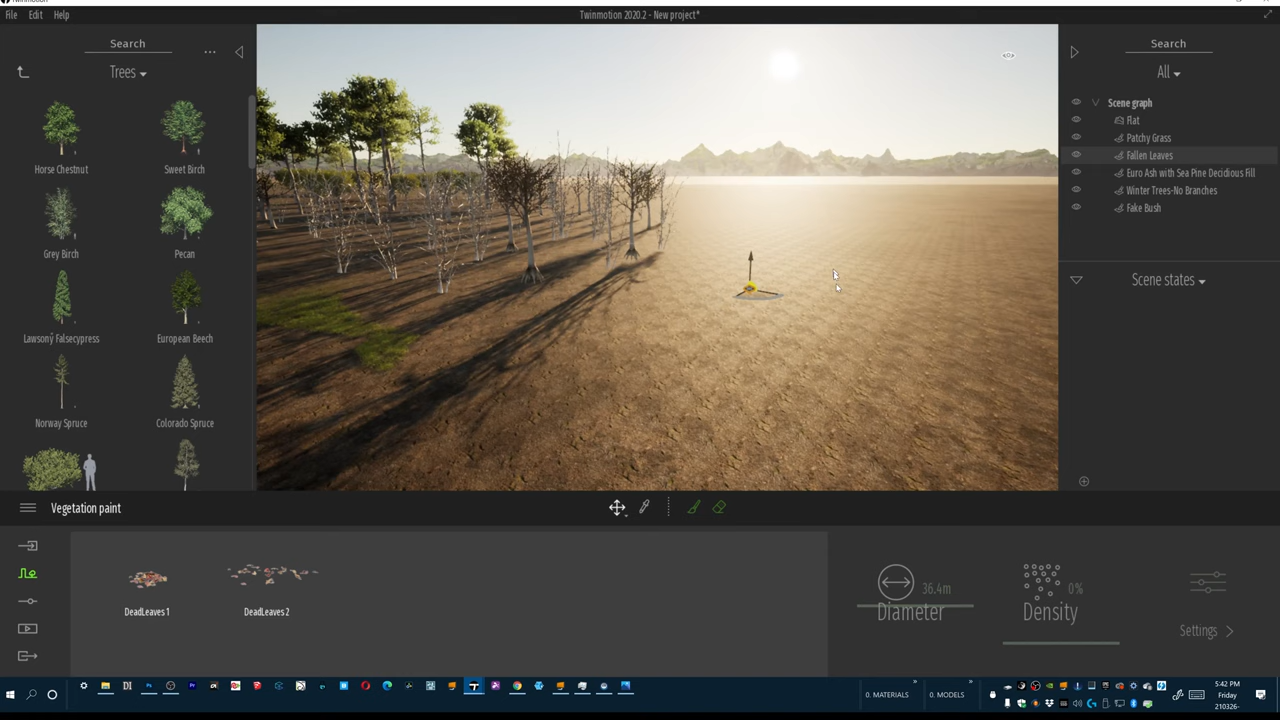 Twinmotion
File Edit Help
Twinmotion 2020.2 - New project*
Search
...
Trees
Horse Chestnut
Sweet Birch
Grey Birch
Pecan
Lawsony Falsecypress
European Beech
Norway Spruce
Colorado Spruce
Search
All
Scene graph
Flat
Patchy Grass
Fallen Leaves
Euro Ash with Sea Pine Decidious Fill
Winter Trees-No Branches
Fake Bush
Scene states
Vegetation paint
DeadLeaves1
DeadLeaves2
36.4m
Diameter
0%
Density
Settings
0. MATERIALS
0. MODELS
5:42 PM
Friday
210326-